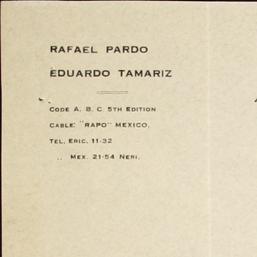 RAFAEL PARDO
EDUARDO TAMARIZ
CODE A. B. C. 5TH EDITION
CABLE: "RAPO" MEXICO.
TEL. ERIC. 11-32
,, MEX. 21-54 NERI.